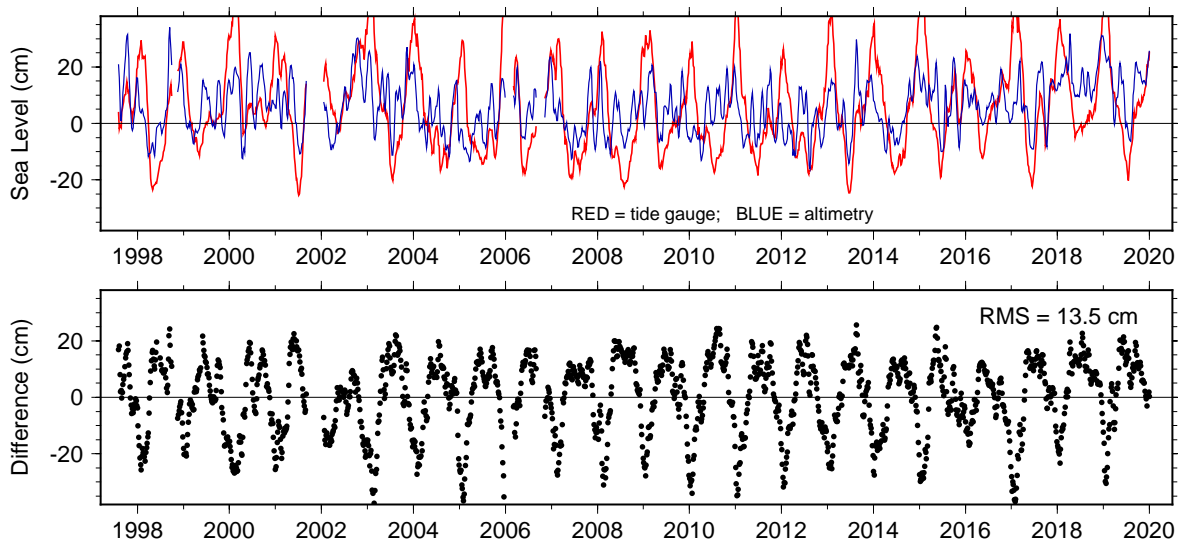 Sea Level (cm)
20
0
-20
RED = tide gauge; BLUE = altimetry
1998 2000 2002 2004 2006 2008 2010 2012 2014 2016 2018 2020
Difference (cm)
20
0
-20
RMS = 13.5 cm
1998 2000 2002 2004 2006 2008 2010 2012 2014 2016 2018 2020